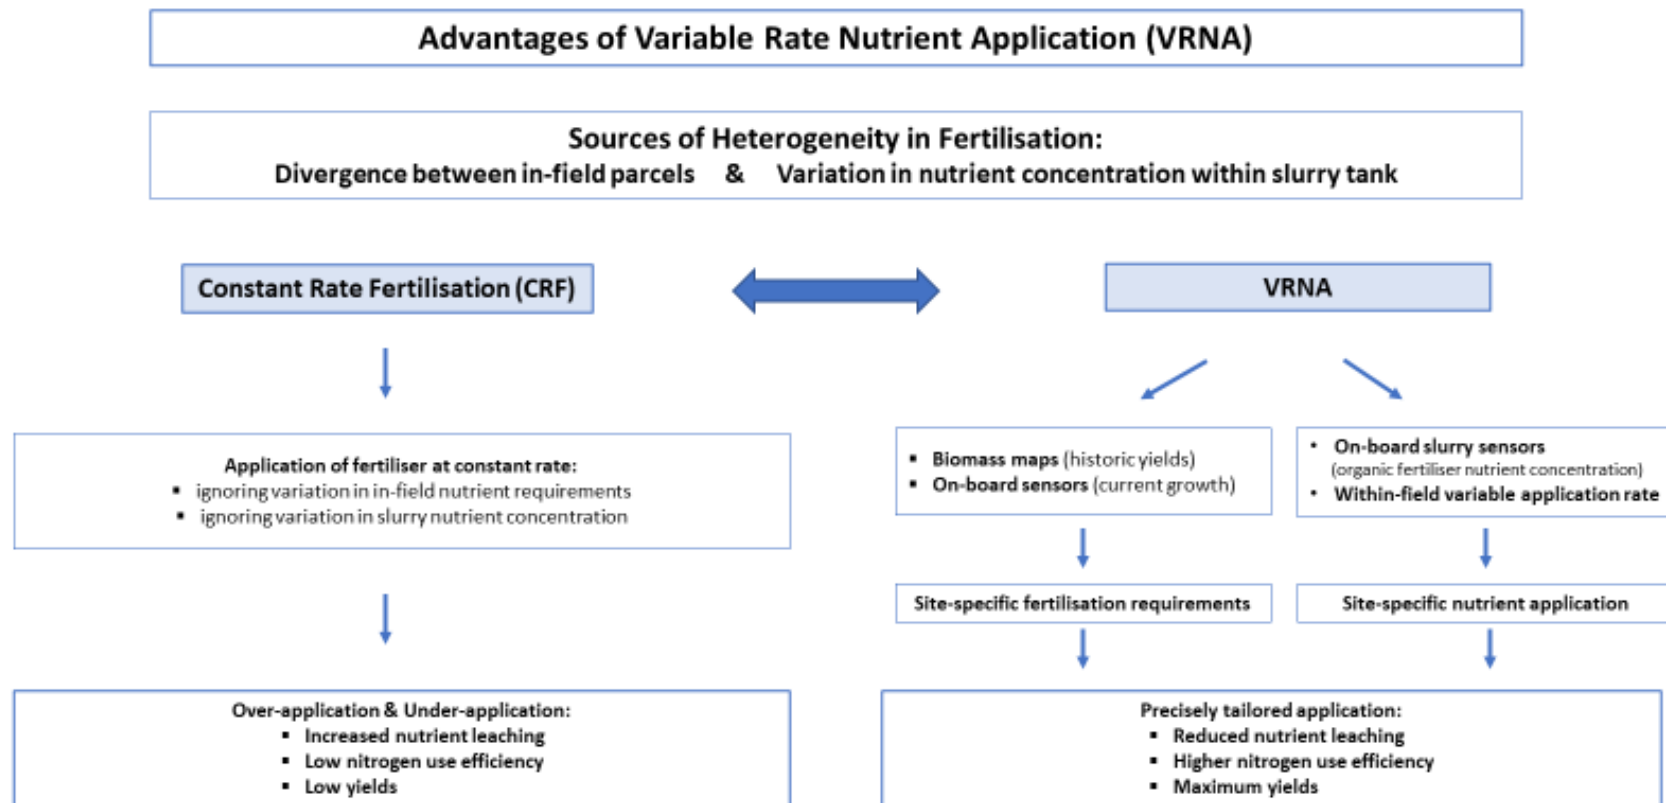 Advantages of Variable Rate Nutrient Application (VRNA)
Sources of Heterogeneity in Fertilisation:
Divergence between in-field parcels & Variation in nutrient concentration within slurry tank
Constant Rate Fertilisation (CRF)
VRNA
Application of fertiliser at constant rate:
▪ ignoring variation in in-field nutrient requirements
▪ ignoring variation in slurry nutrient concentration
▪ Biomass maps (historic yields)
▪ On-board sensors (current growth)
• On-board slurry sensors
(organic fertiliser nutrient concentration)
• Within-field variable application rate
Site-specific fertilisation requirements
Site-specific nutrient application
Over-application & Under-application:
▪ Increased nutrient leaching
▪ Low nitrogen use efficiency
▪ Low yields
Precisely tailored application:
▪ Reduced nutrient leaching
▪ Higher nitrogen use efficiency
▪ Maximum yields